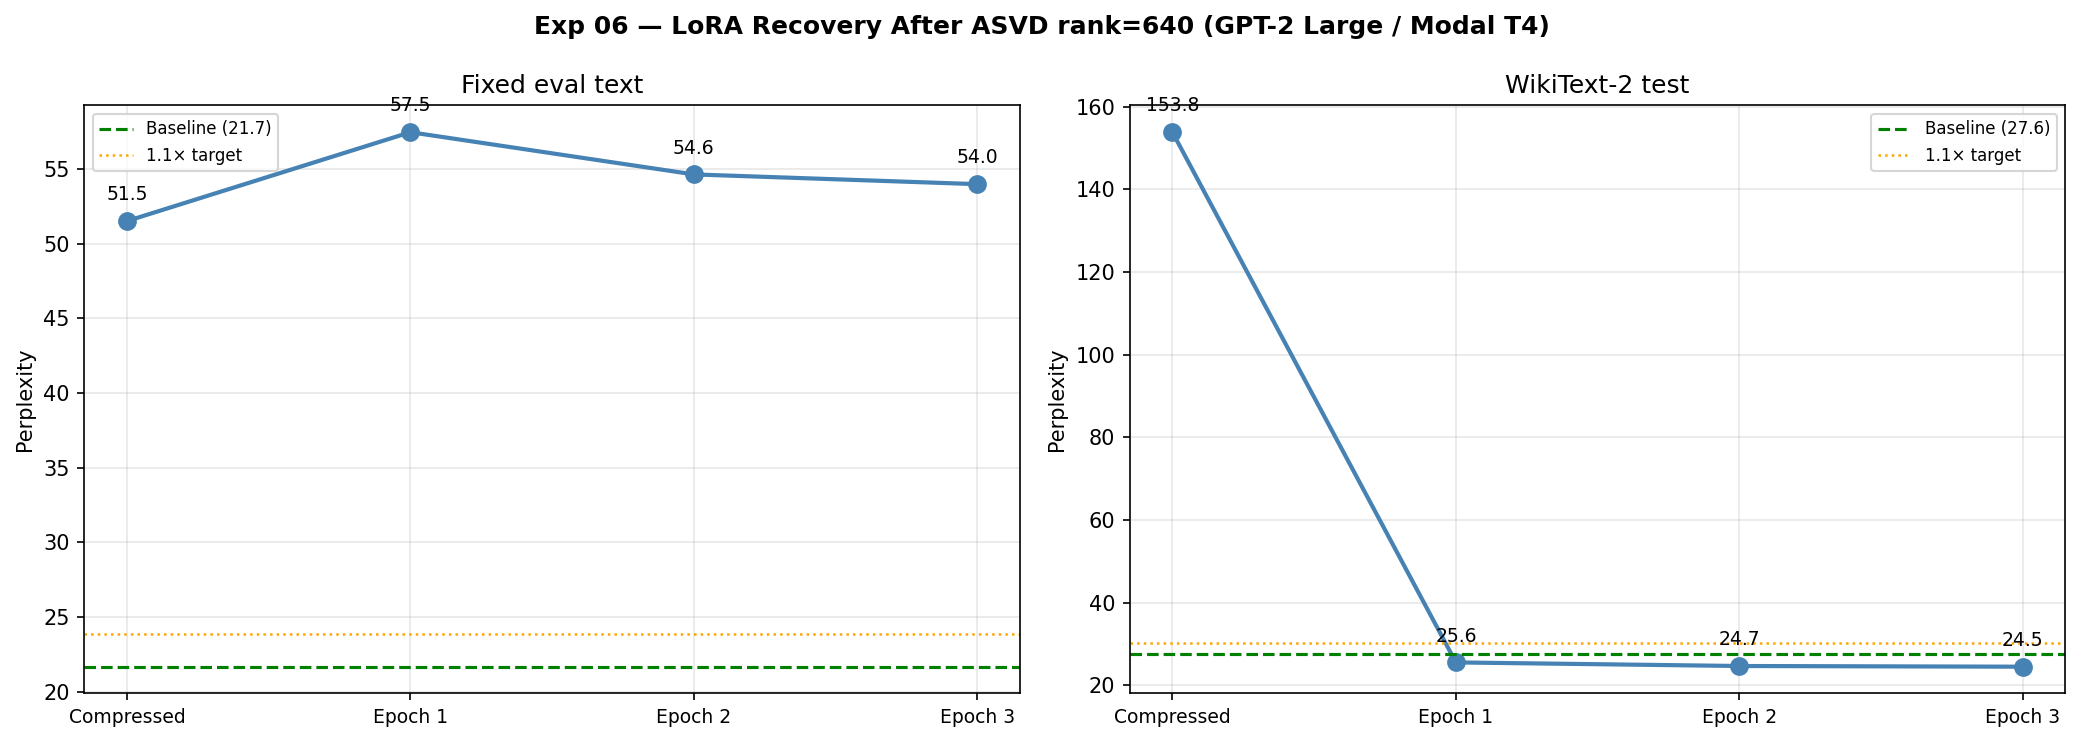 Exp 06 — LoRA Recovery After ASVD rank=640 (GPT-2 Large / Modal T4)
Fixed eval text
Perplexity
55
50
45
40
35
30
25
20
Baseline (21.7)
1.1× target
51.5
57.5
54.6
54.0
Compressed
Epoch 1
Epoch 2
Epoch 3
WikiText-2 test
Perplexity
160
140
120
100
80
60
40
20
Baseline (27.6)
1.1× target
153.8
25.6
24.7
24.5
Compressed
Epoch 1
Epoch 2
Epoch 3